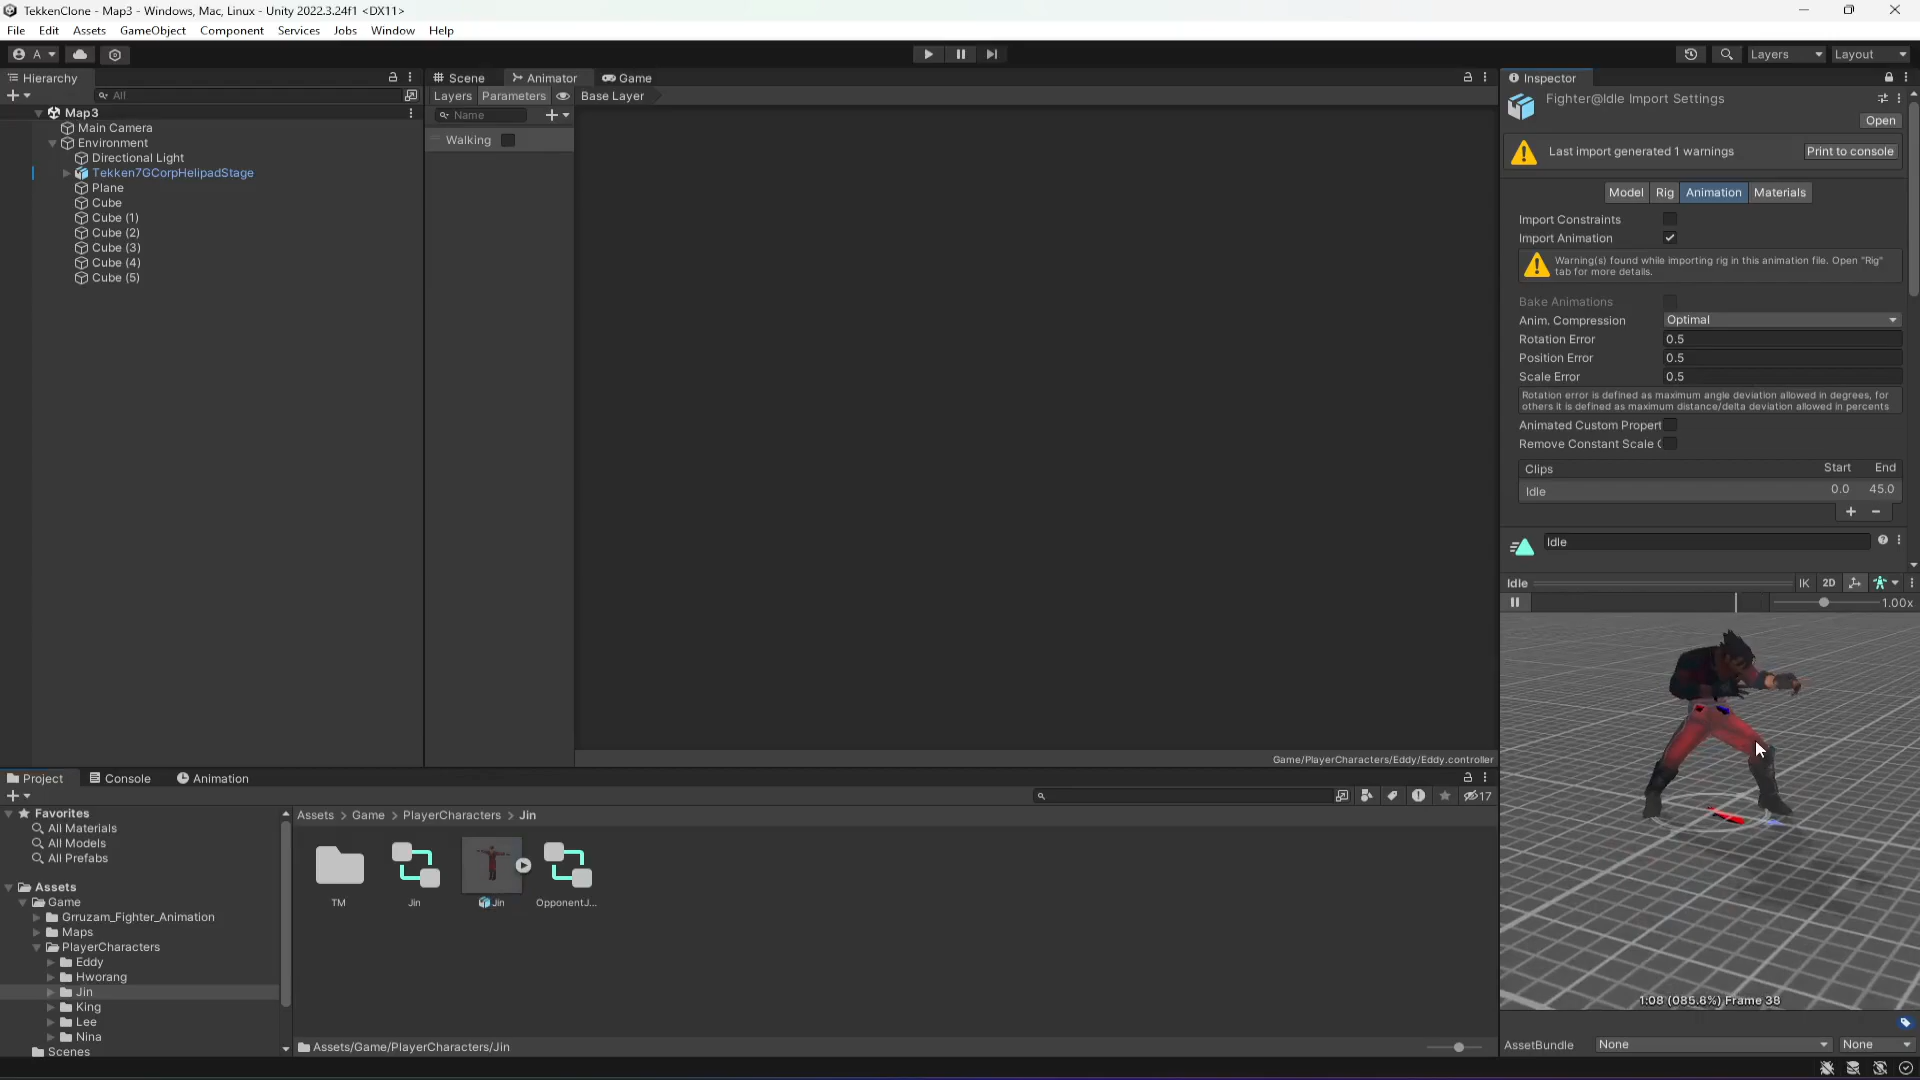 TekkenClone - Map3 - Windows, Mac, Linux - Unity 2022.3.24f1 <DX11>
File Edit Assets GameObject Component Services Jobs Window Help
A Layers Layout
Hierarchy
All
Map3
Main Camera
Environment
Directional Light
Tekken7GCorpHelipadStage
Plane
Cube
Cube (1)
Cube (2)
Cube (3)
Cube (4)
Cube (5)
Scene Animator Game
Layers Parameters Base Layer
Name
Walking
Game/PlayerCharacters/Eddy/Eddy.controller
Inspector
Fighter@Idle Import Settings
Open
Last import generated 1 warnings Print to console
Model Rig Animation Materials
Import Constraints
Import Animation
Warning(s) found while importing rig in this animation file. Open "Rig"
tab for more details.
Bake Animations
Anim. Compression Optimal
Rotation Error 0.5
Position Error 0.5
Scale Error 0.5
Rotation error is defined as maximum angle deviation allowed in degrees, for
others it is defined as maximum distance/delta deviation allowed in percents
Animated Custom Propert
Remove Constant Scale C
Clips Start End
Idle 0.0 45.0
Idle
Idle IK 2D
1.00x
1:08 (085.6%) Frame 38
AssetBundle None None
Project Console Animation
17
Favorites
All Materials
All Models
All Prefabs
Assets
Game
Grruzam_Fighter_Animation
Maps
PlayerCharacters
Eddy
Hworang
Jin
King
Lee
Nina
Scenes
Assets > Game > PlayerCharacters > Jin
TM Jin Jin OpponentJ...
Assets/Game/PlayerCharacters/Jin